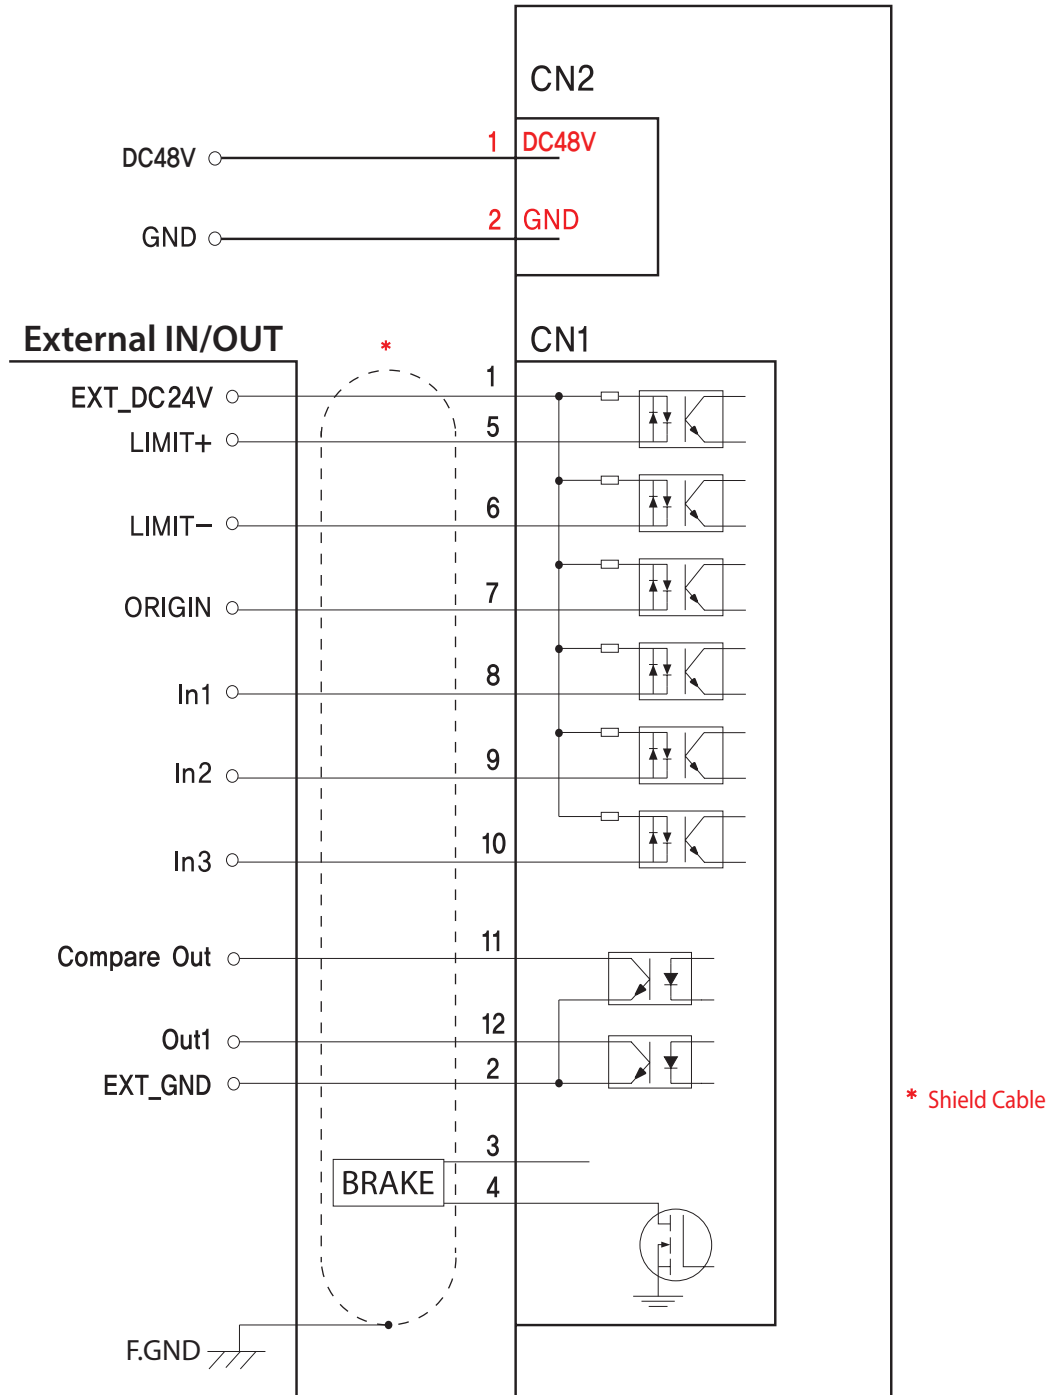 CN2
DC48V 1 DC48V
GND 2 GND
External IN/OUT
*
CN1
EXT_DC24V 1
LIMIT+ 5
LIMIT− 6
ORIGIN 7
In1 8
In2 9
In3 10
Compare Out 11
Out1 12
EXT_GND 2
* Shield Cable
3
BRAKE 4
F.GND